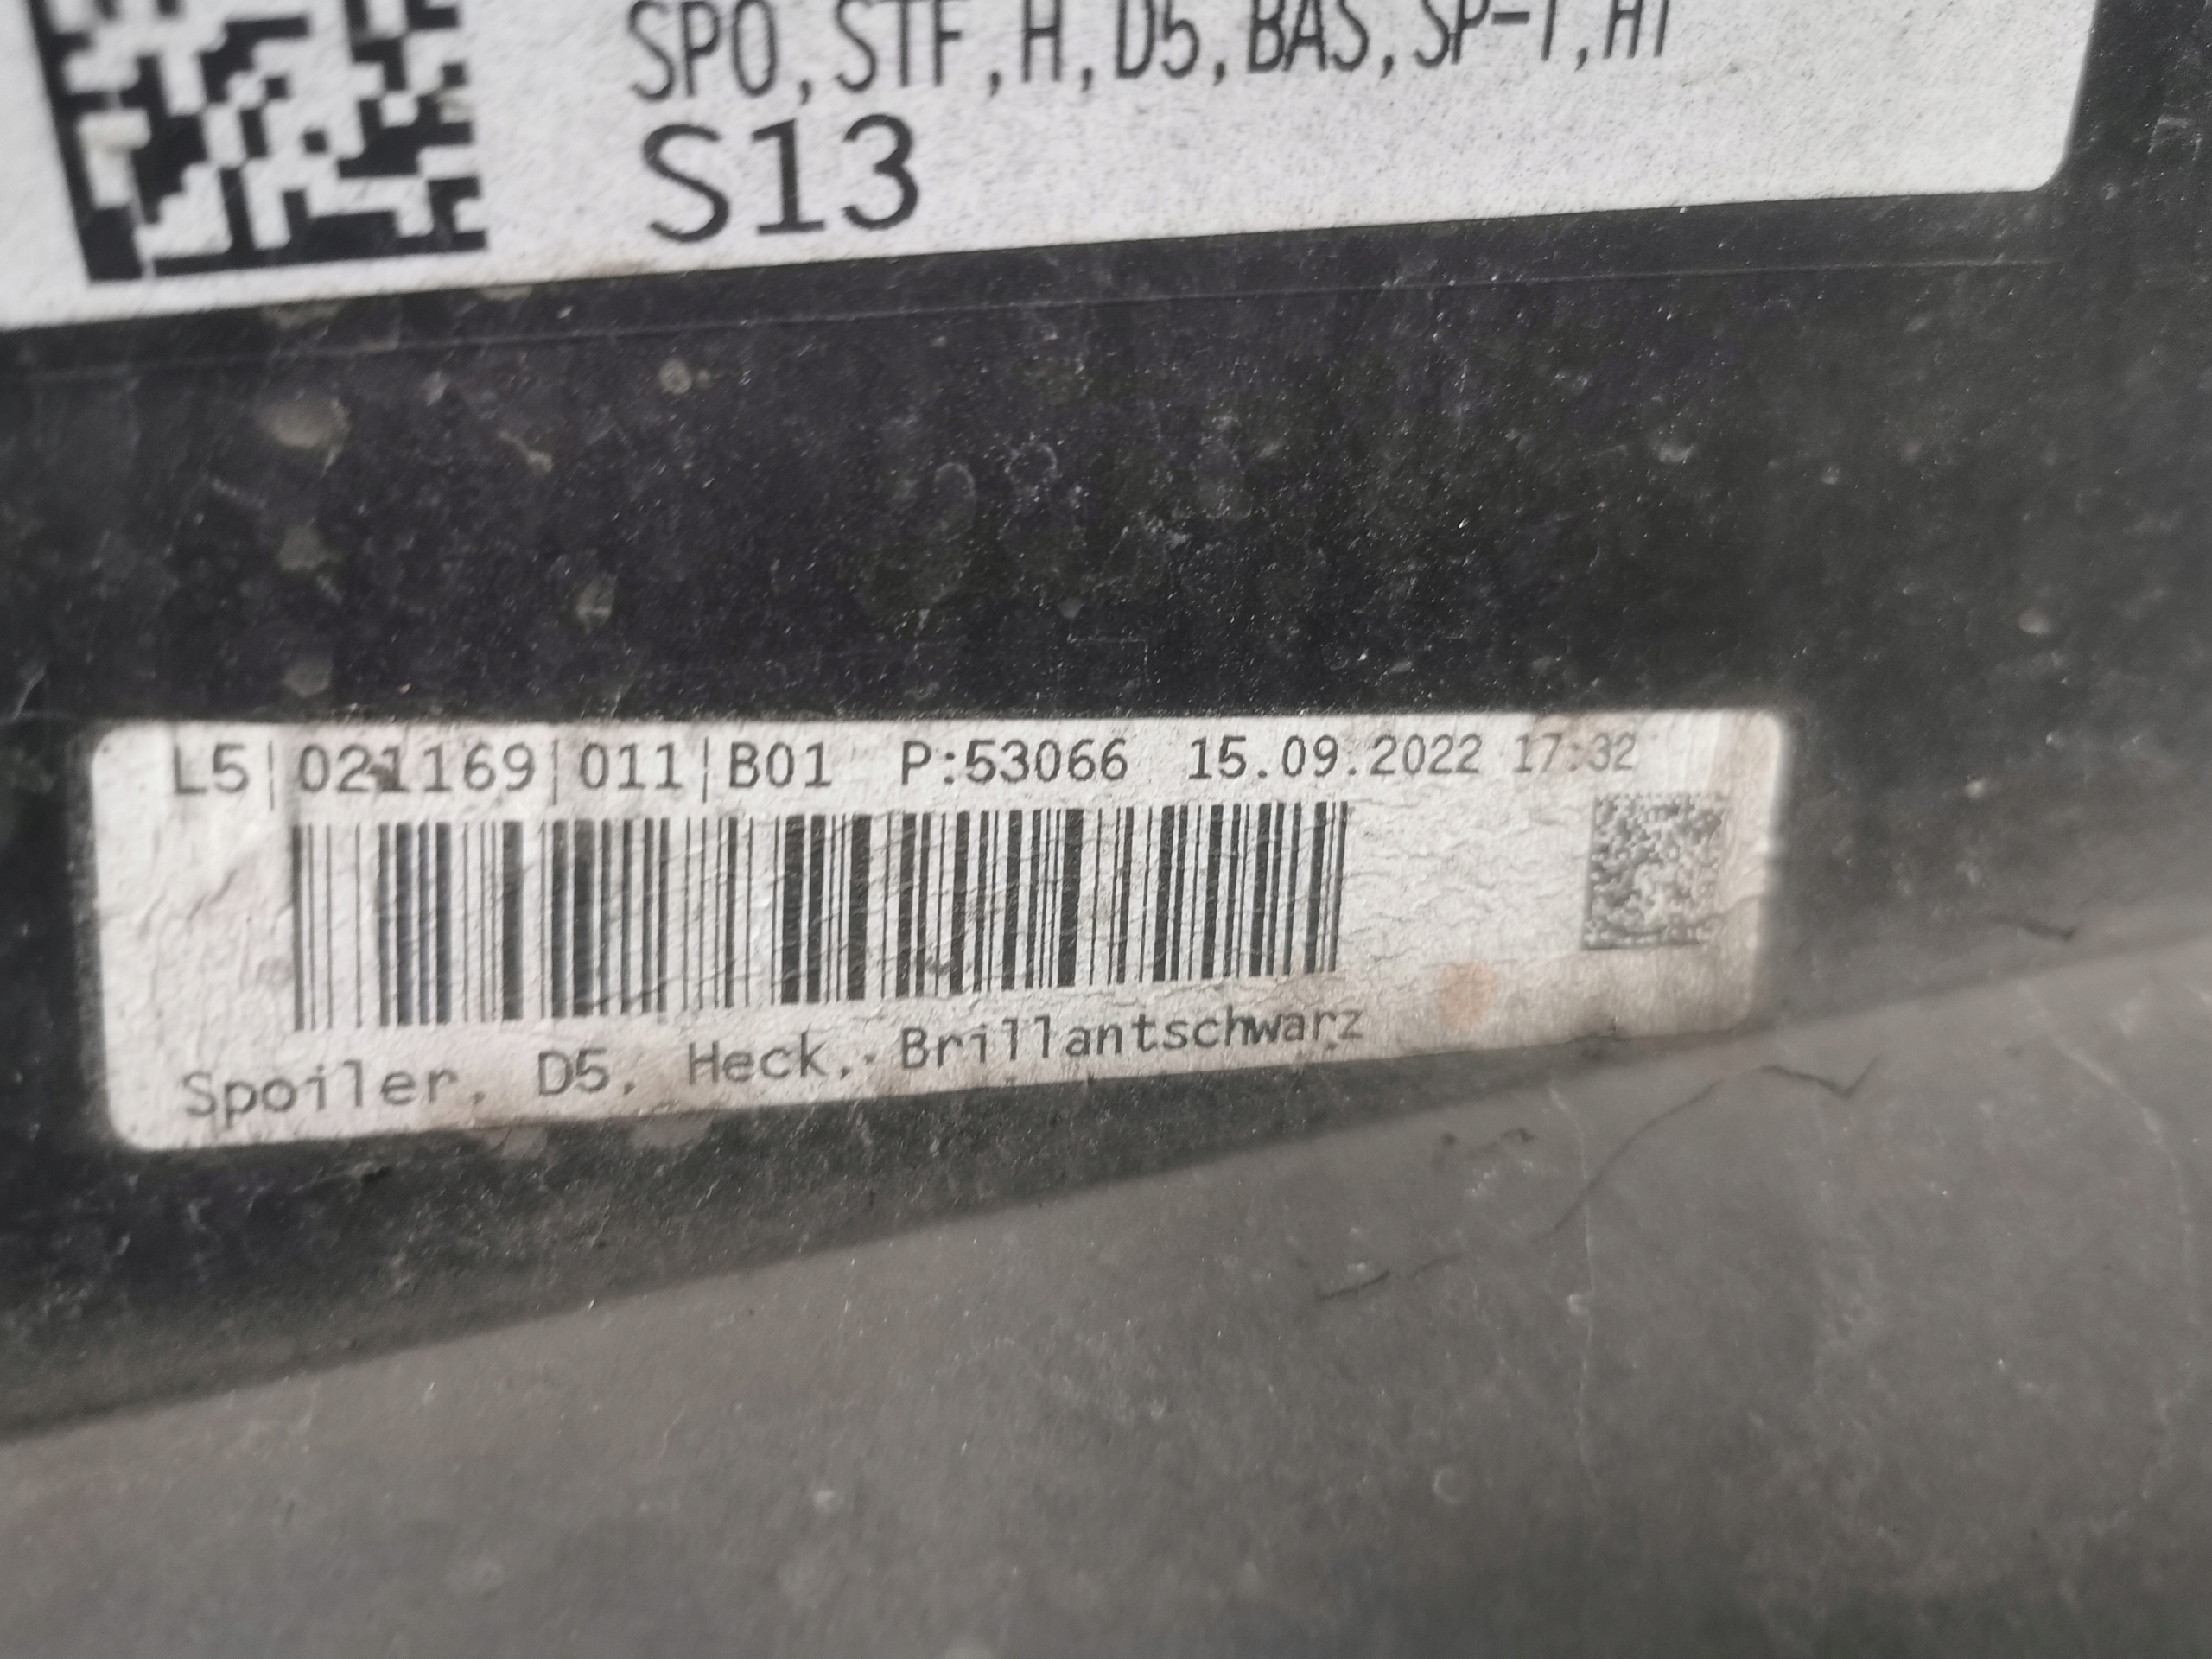 SPO,STF,H,D5,BAS,SP-T,HI
S13
L5|021169|011|B01 P:53066 15.09.2022 17:32
Spoiler, D5, Heck, Brillantschwarz